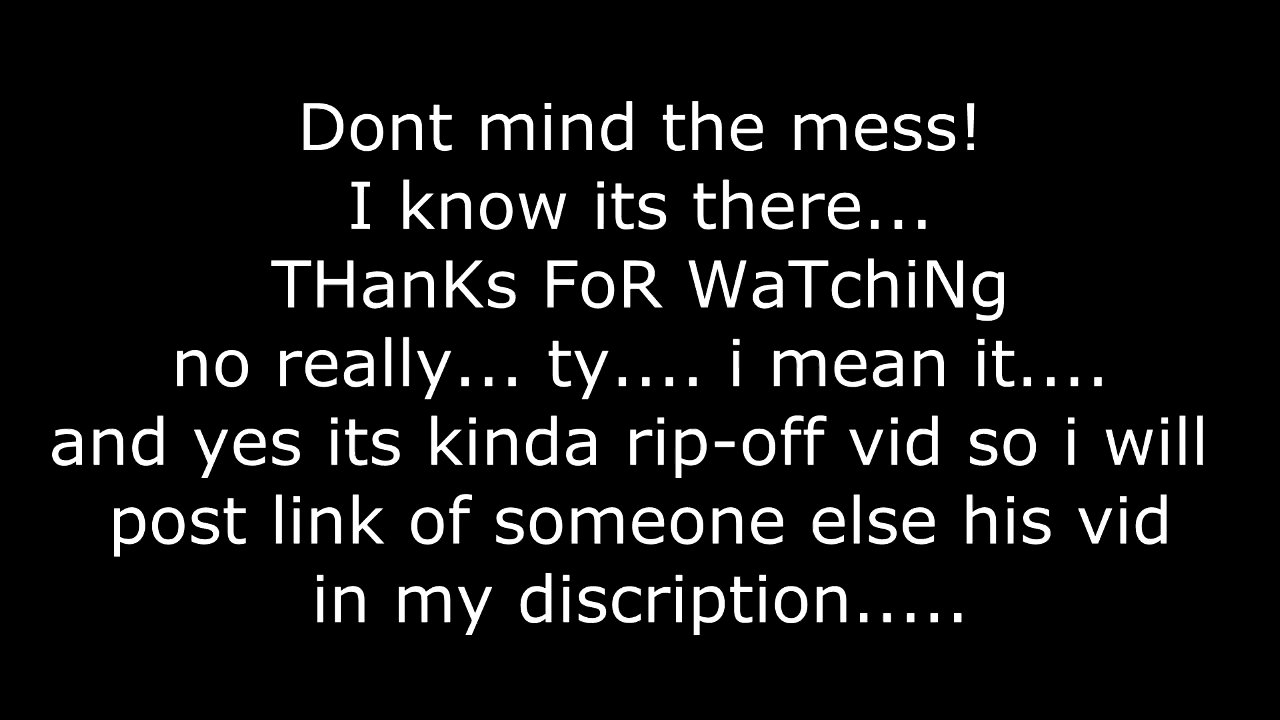 Dont mind the mess!
I know its there...
THanKs FoR WaTchiNg
no really... ty.... i mean it....
and yes its kinda rip-off vid so i will
post link of someone else his vid
in my discription.....